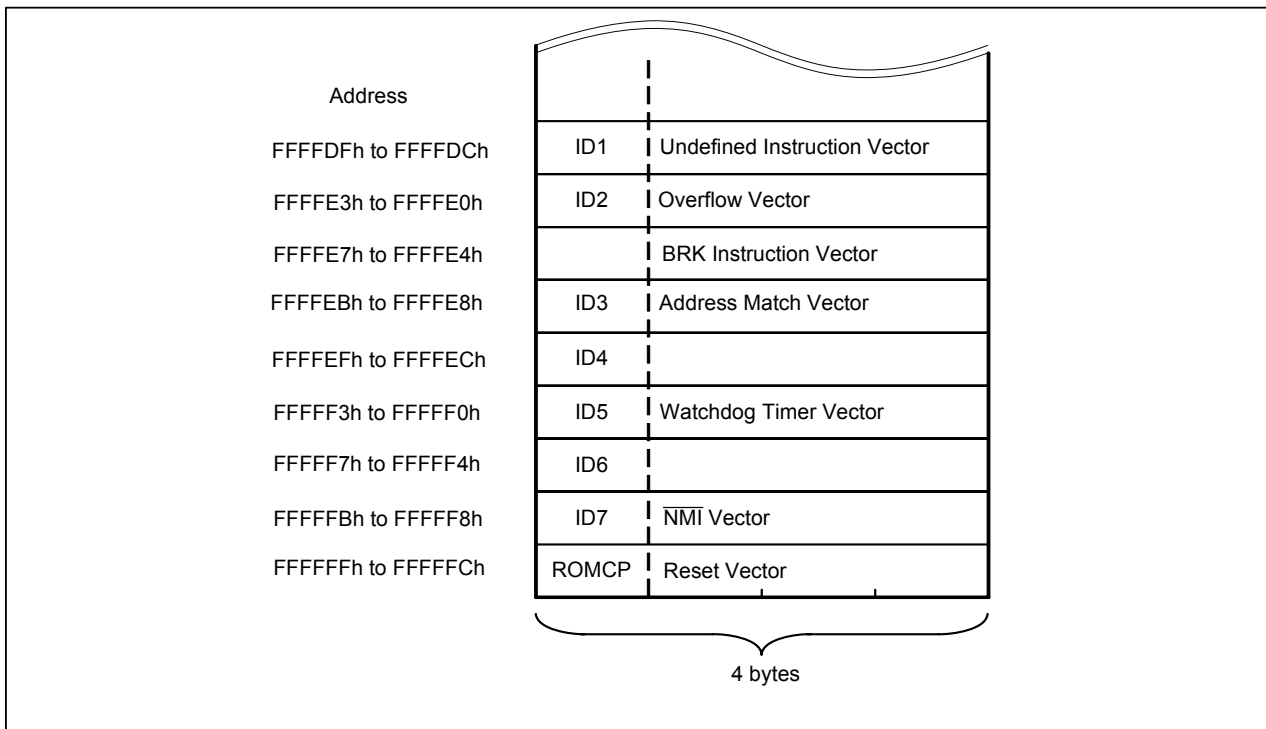 Address
FFFFDFh to FFFFDCh ID1 Undefined Instruction Vector
FFFFE3h to FFFFE0h ID2 Overflow Vector
FFFFE7h to FFFFE4h BRK Instruction Vector
FFFFEBh to FFFFE8h ID3 Address Match Vector
FFFFEFh to FFFFECh ID4
FFFFF3h to FFFFF0h ID5 Watchdog Timer Vector
FFFFF7h to FFFFF4h ID6
FFFFFBh to FFFFF8h ID7 N̅M̅I̅ Vector
FFFFFFh to FFFFFCh ROMCP Reset Vector
4 bytes